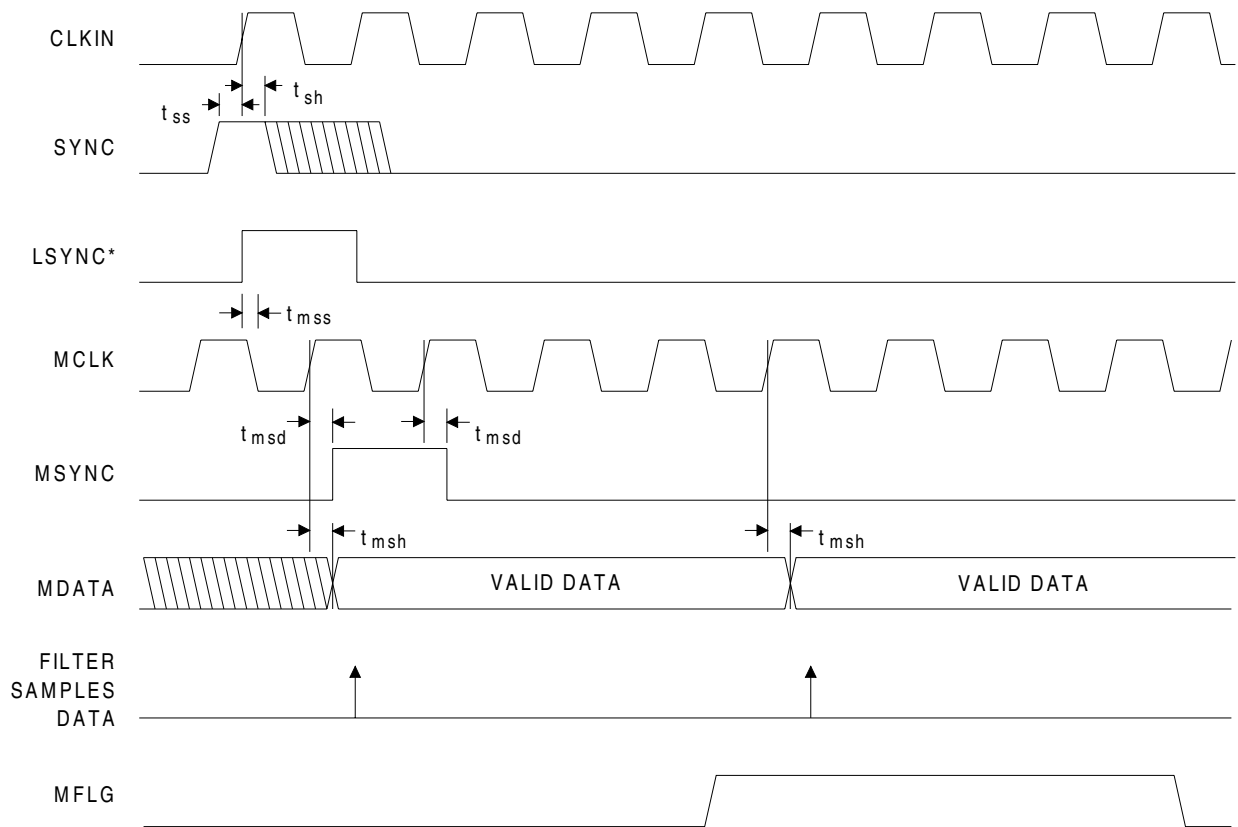 CLKIN
t sh
t ss
SYNC
LSYNC*
t mss
MCLK
t msd
t msd
MSYNC
t msh
t msh
MDATA
VALID DATA
VALID DATA
FILTER
SAMPLES
DATA
MFLG